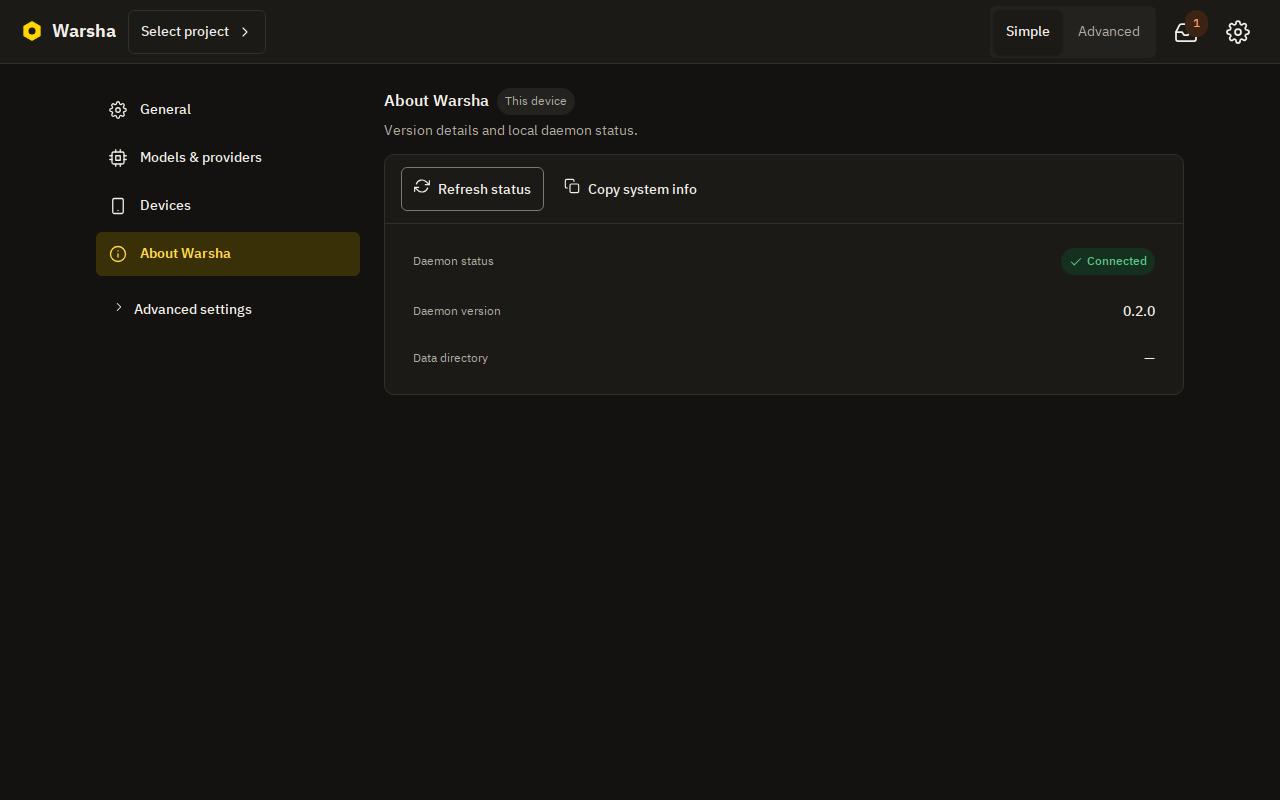 Warsha
Select project
Simple
Advanced
1
General
Models & providers
Devices
About Warsha
Advanced settings
About Warsha
This device
Version details and local daemon status.
Refresh status
Copy system info
Daemon status
Connected
Daemon version
0.2.0
Data directory
—